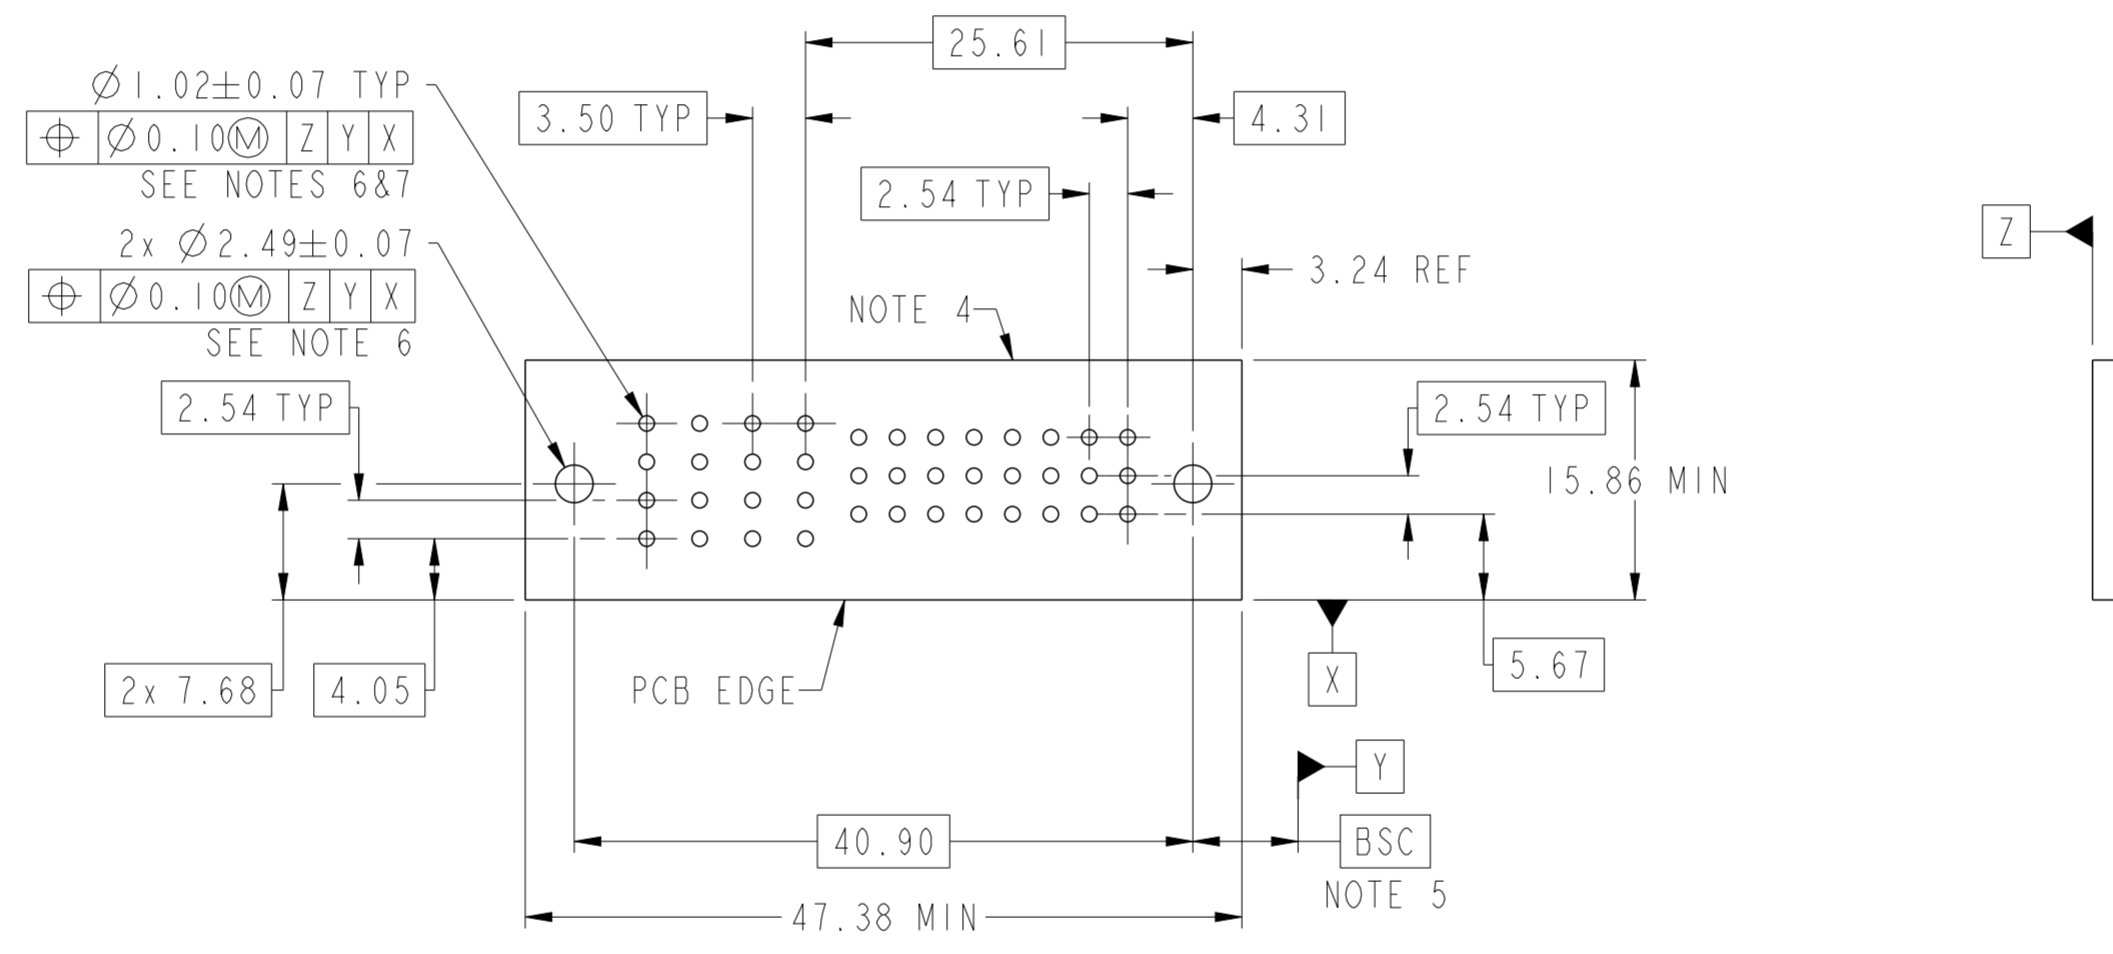 25.61
Ø1.02±0.07 TYP
⌖ Ø0.10Ⓜ Z Y X
SEE NOTES 6&7
3.50 TYP
4.31
2.54 TYP
2x Ø2.49±0.07
⌖ Ø0.10Ⓜ Z Y X
SEE NOTE 6
3.24 REF
NOTE 4
Z
2.54 TYP
2.54 TYP
15.86 MIN
2x 7.68
4.05
PCB EDGE
X
5.67
Y
40.90
BSC
NOTE 5
47.38 MIN